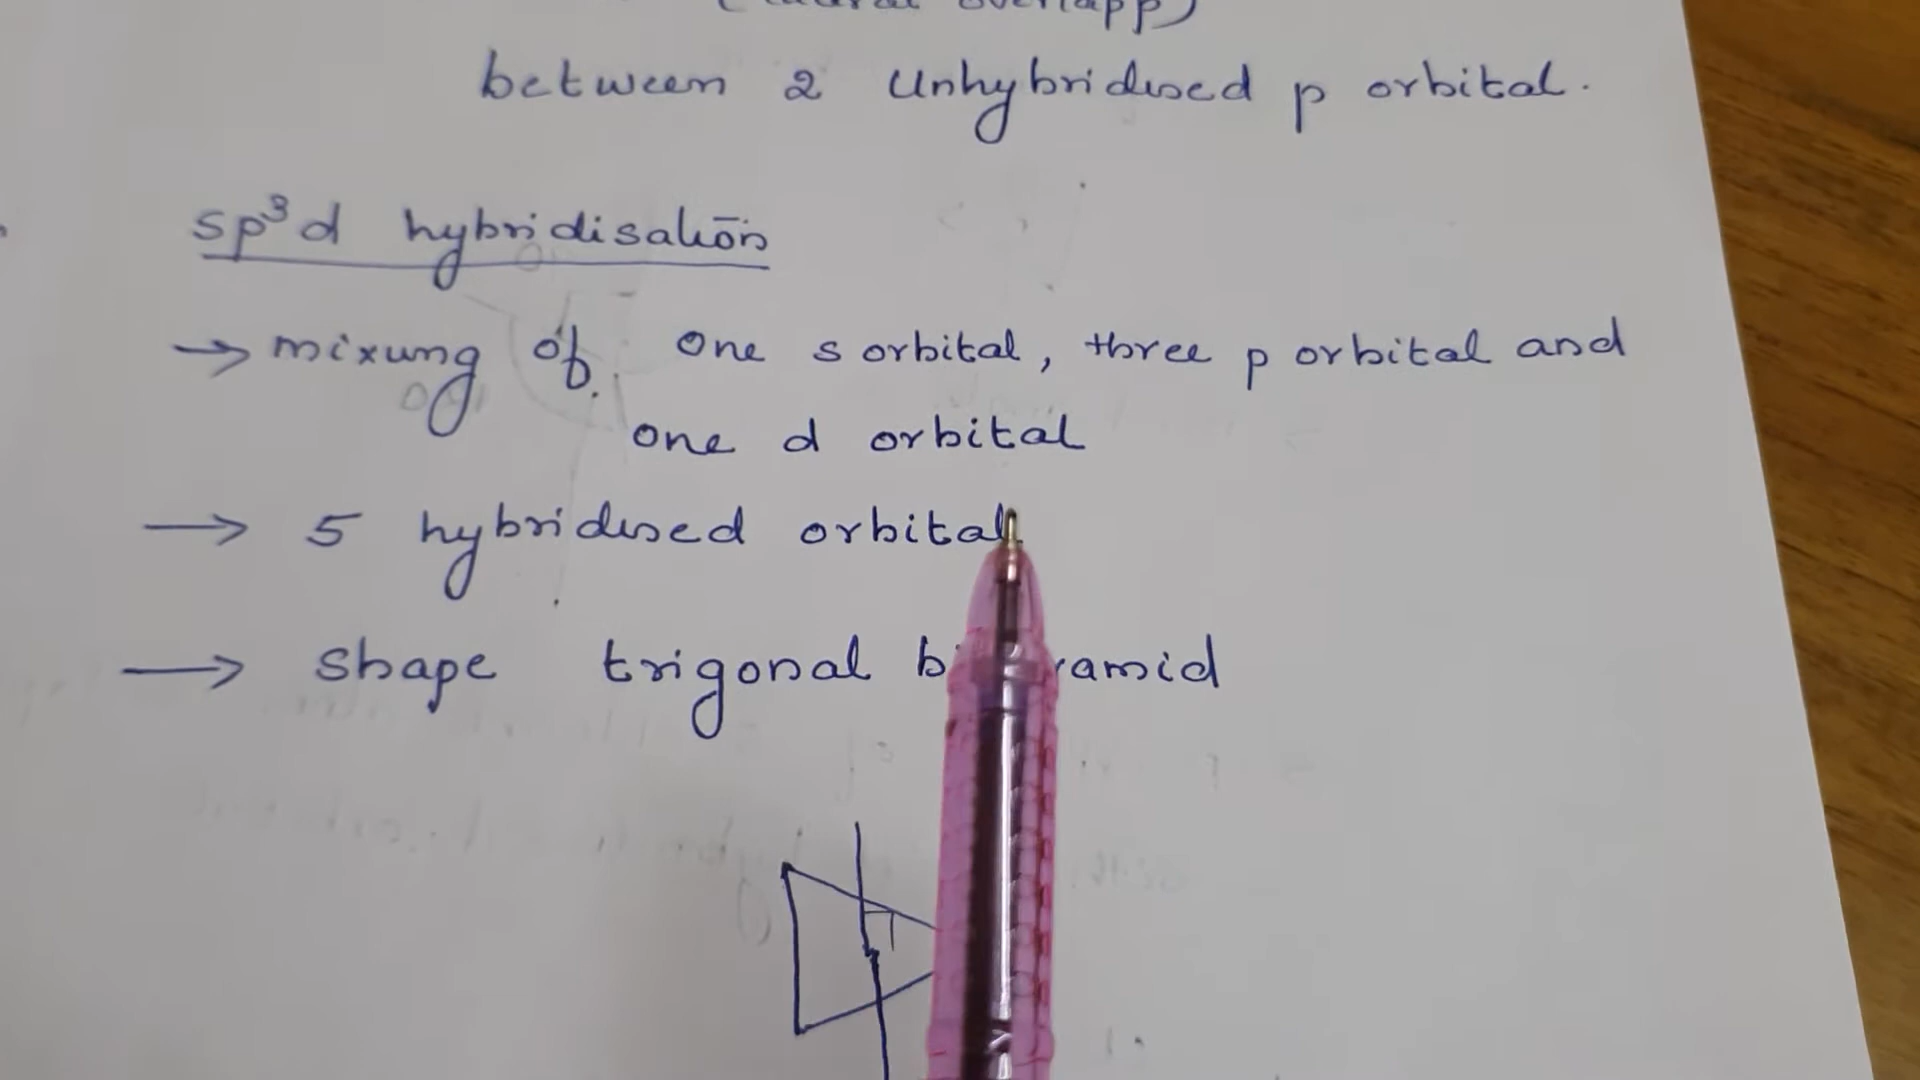 between 2 Unhybridised p orbital.
sp³d hybridisation
→ mixing of one s orbital, three p orbital and
one d orbital
→ 5 hybridised orbital
→ shape trigonal